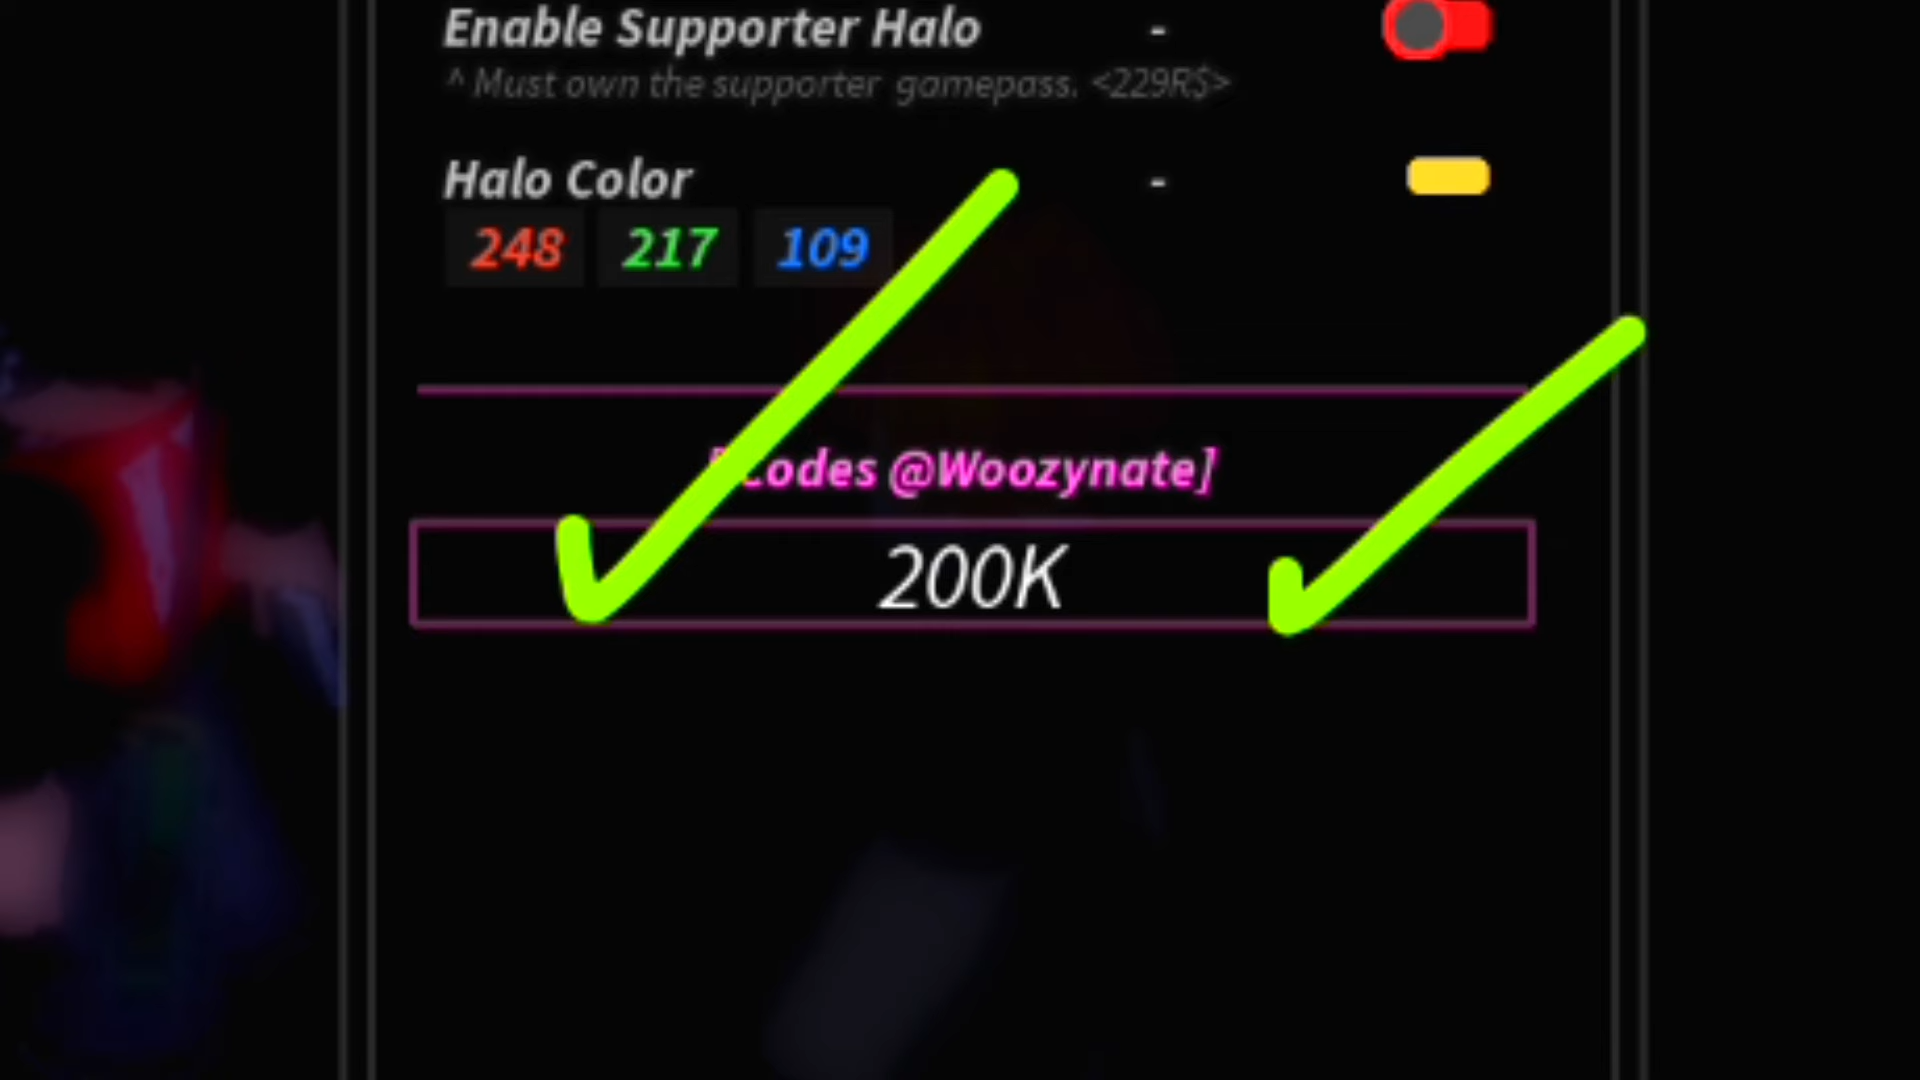 Enable Supporter Halo -
^ Must own the supporter gamepass. <229R$>
Halo Color -
248 217 109
Codes @Woozynate]
200K